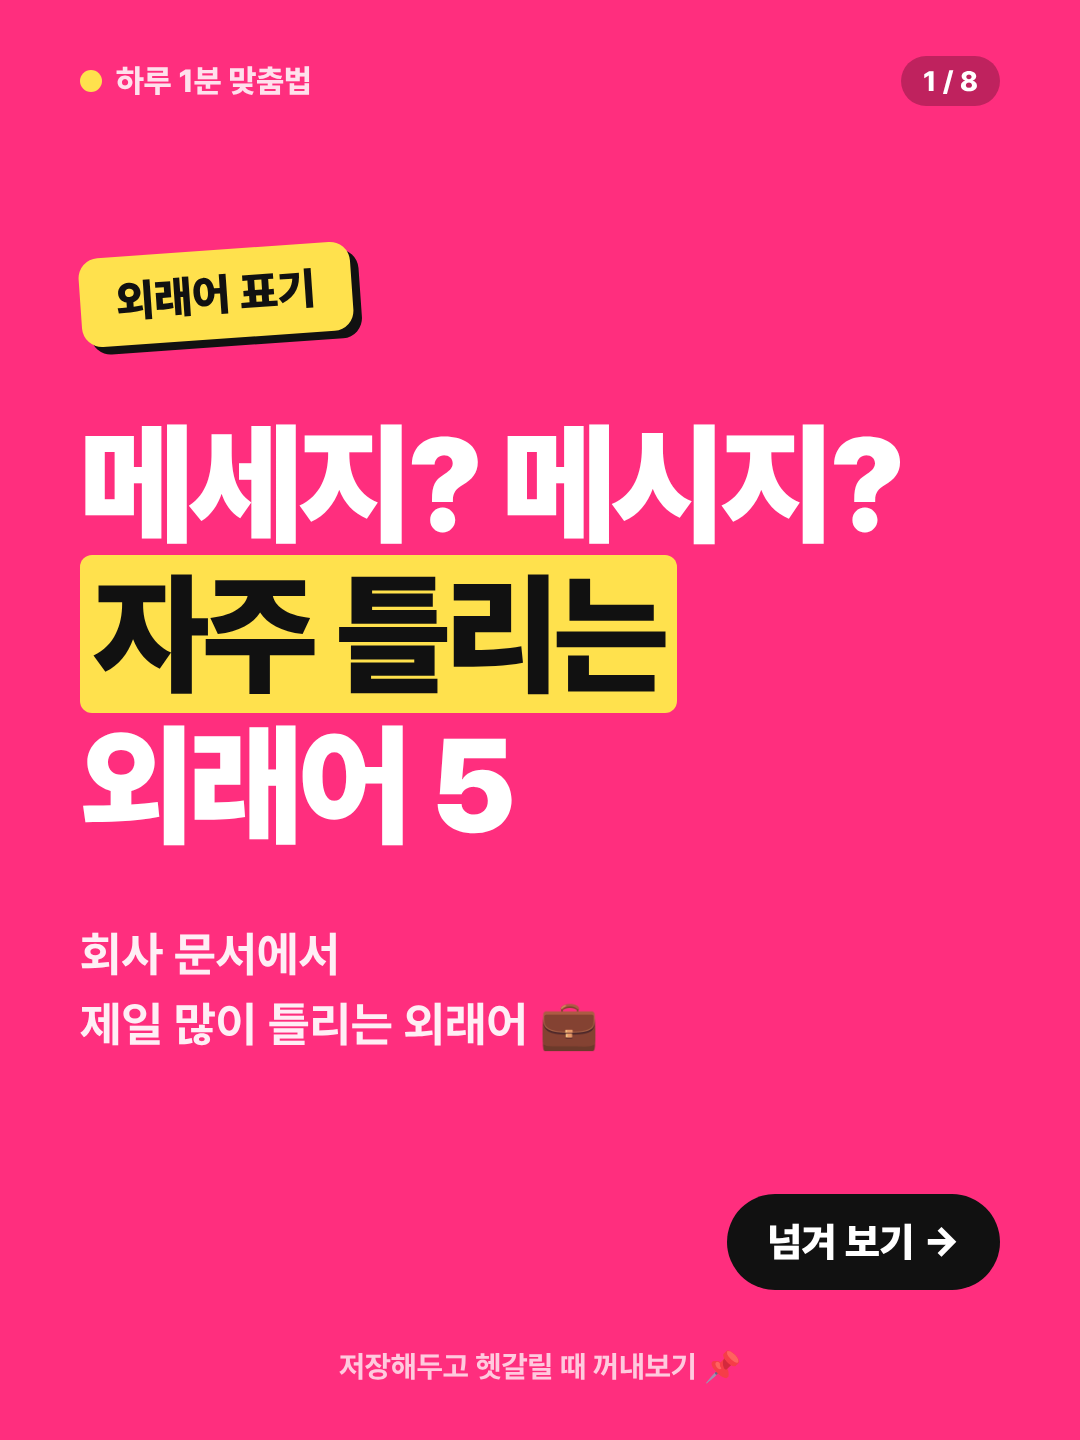 하루 1분 맞춤법
1 / 8
외래어 표기
메세지? 메시지?
자주 틀리는
외래어 5
회사 문서에서
제일 많이 틀리는 외래어 💼
넘겨 보기 →
저장해두고 헷갈릴 때 꺼내보기 📌